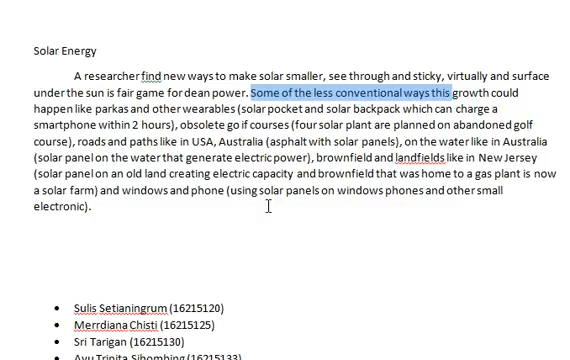 Solar Energy
A researcher find new ways to make solar smaller, see through and sticky, virtually and surface
under the sun is fair game for dean power. Some of the less conventional ways this growth could
happen like parkas and other wearables (solar pocket and solar backpack which can charge a
smartphone within 2 hours), obsolete go if courses (four solar plant are planned on abandoned golf
course), roads and paths like in USA, Australia (asphalt with solar panels), on the water like in Australia
(solar panel on the water that generate electric power), brownfield and landfields like in New Jersey
(solar panel on an old land creating electric capacity and brownfield that was home to a gas plant is now
a solar farm) and windows and phone (using solar panels on windows phones and other small
electronic).
• Sulis Setianingrum (16215120)
• Merrdiana Chisti (16215125)
• Sri Tarigan (16215130)
• Ayu Trinita Sihombing (16215133)